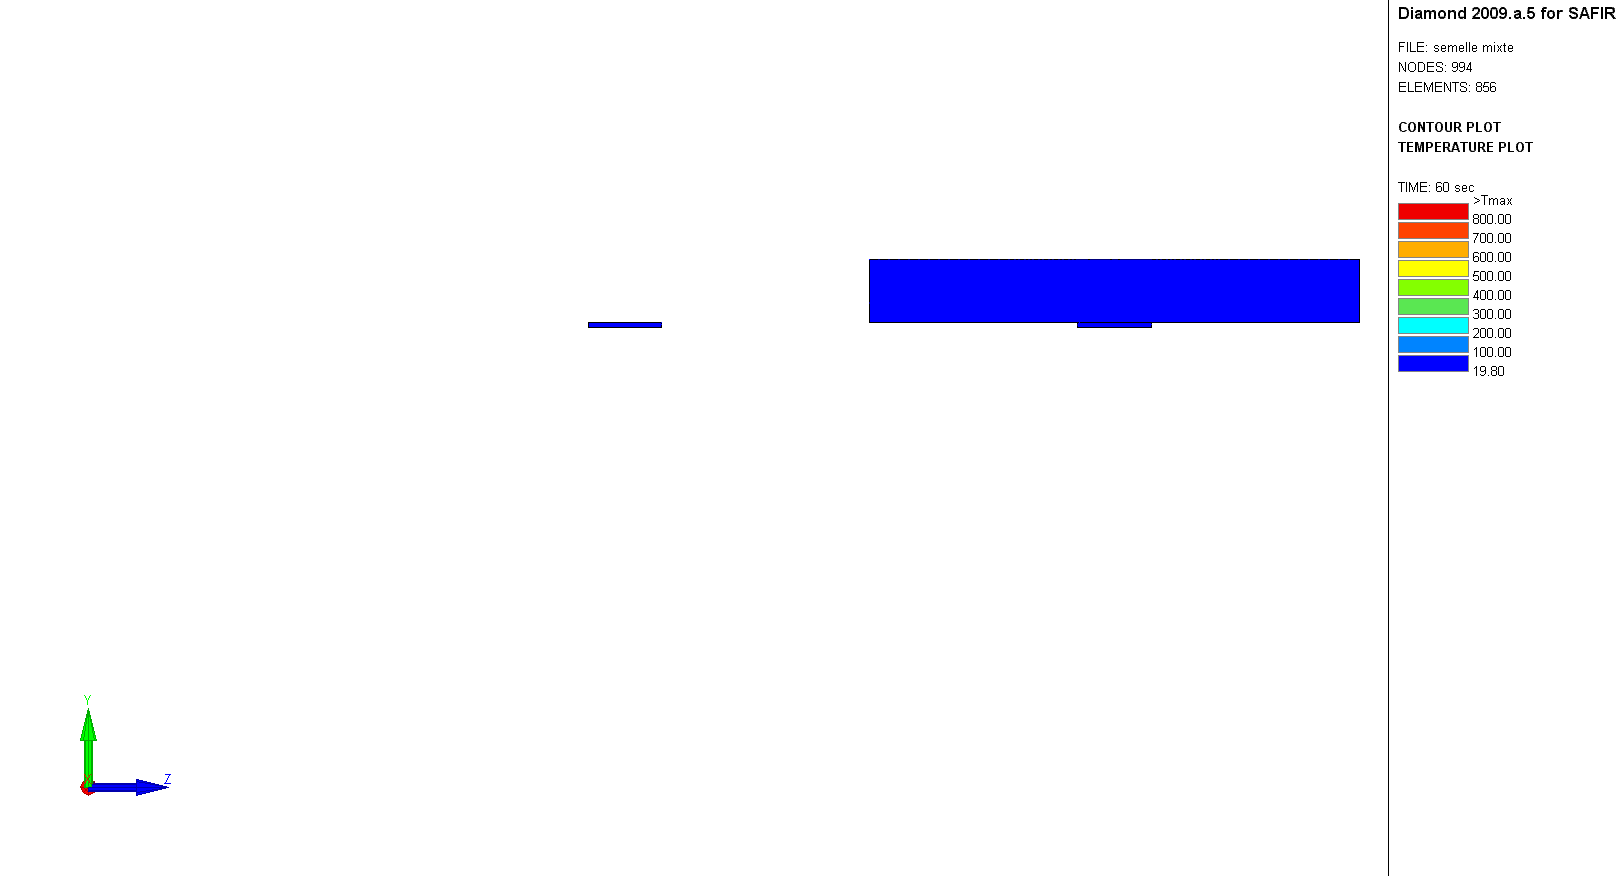 Diamond 2009.a.5 for SAFIR
FILE: semelle mixte
NODES: 994
ELEMENTS: 856
CONTOUR PLOT
TEMPERATURE PLOT
TIME: 60 sec
>Tmax
800.00
700.00
600.00
500.00
400.00
300.00
200.00
100.00
19.80
Y
Z